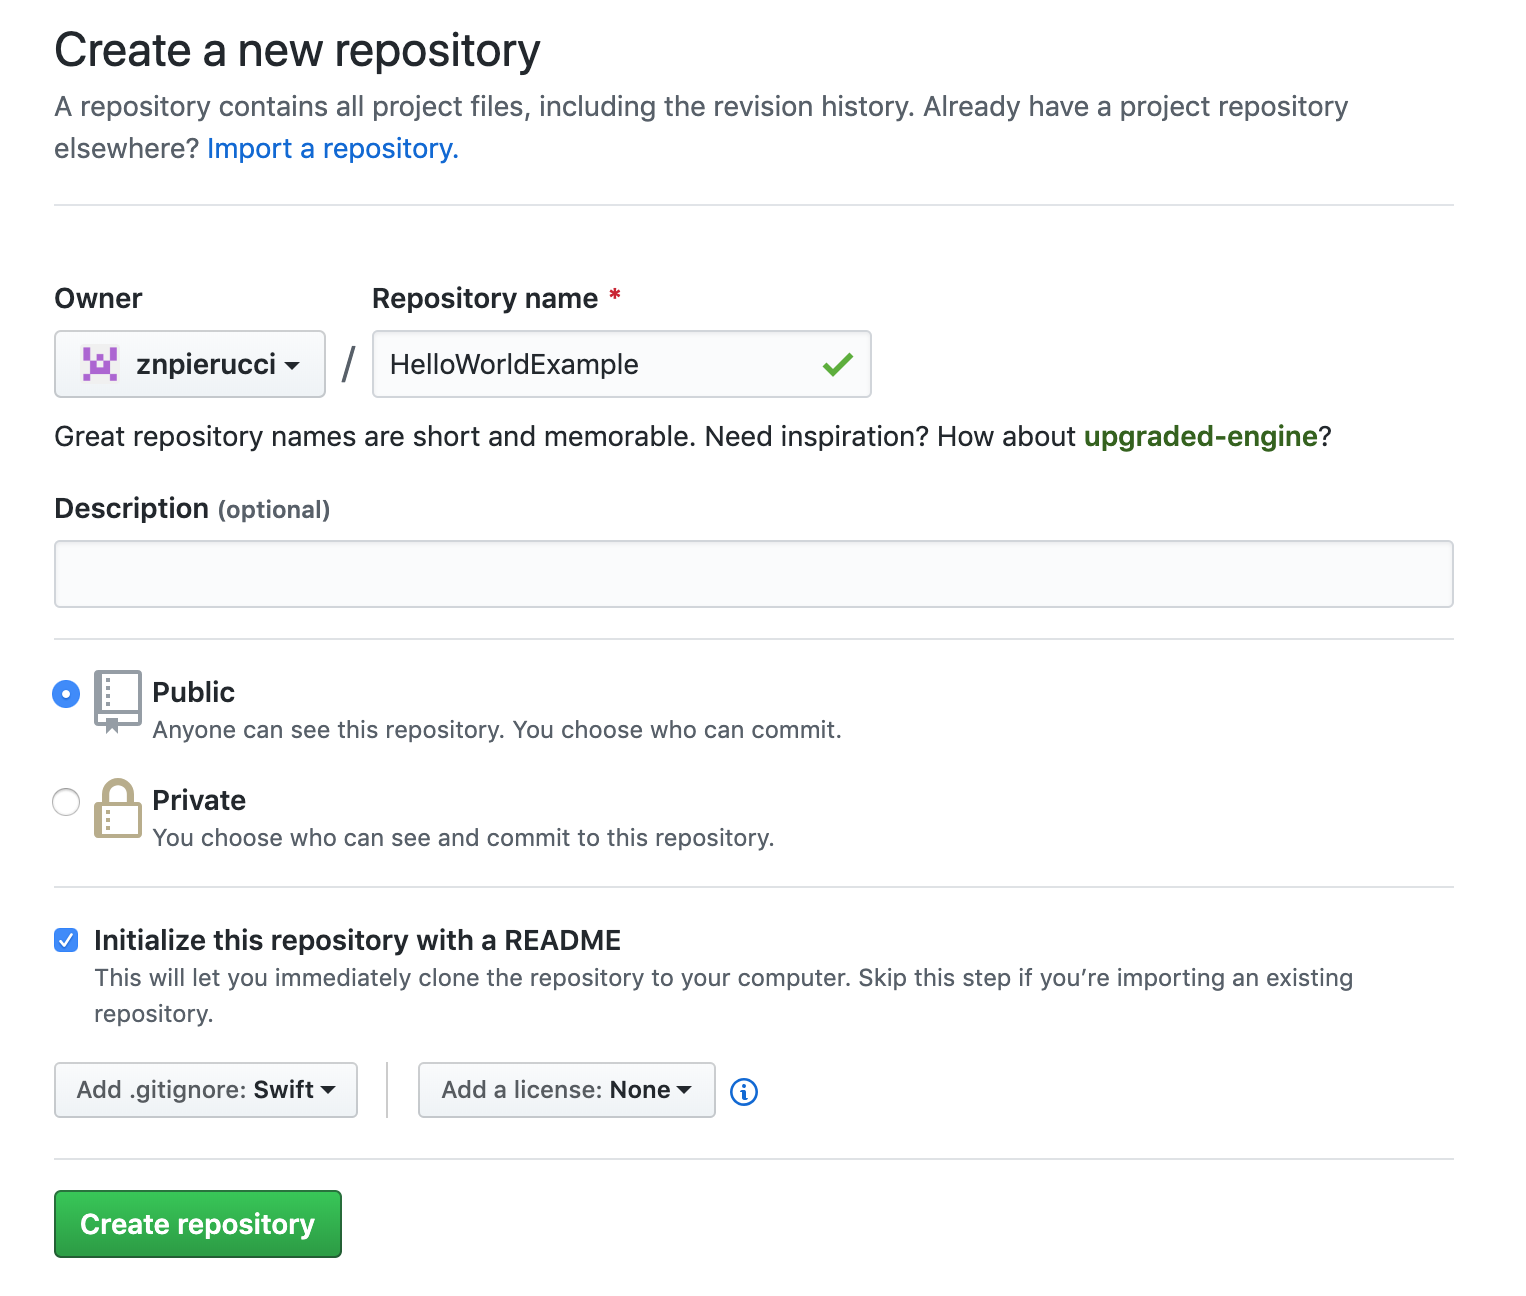 Create a new repository
A repository contains all project files, including the revision history. Already have a project repository
elsewhere? Import a repository.
Owner
Repository name *
znpierucci
/
HelloWorldExample
Great repository names are short and memorable. Need inspiration? How about upgraded-engine?
Description (optional)
Public
Anyone can see this repository. You choose who can commit.
Private
You choose who can see and commit to this repository.
Initialize this repository with a README
This will let you immediately clone the repository to your computer. Skip this step if you’re importing an existing
repository.
Add .gitignore: Swift
Add a license: None
Create repository